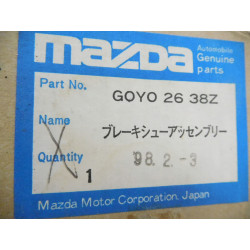 mazda Automobile Genuine parts
Part No. GOYO 26 38Z
Name ブレーキシューアッセンブリー
Quantity 1 98. 2. -3
Mazda Motor Corporation, Japan